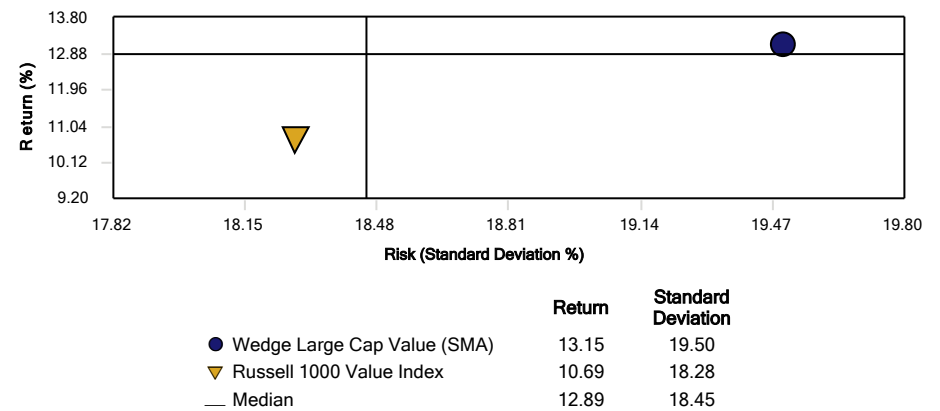 13.80
12.88
11.96
11.04
10.12
9.20
Return (%)
17.82 18.15 18.48 18.81 19.14 19.47 19.80
Risk (Standard Deviation %)
Return Standard Deviation
Wedge Large Cap Value (SMA) 13.15 19.50
Russell 1000 Value Index 10.69 18.28
Median 12.89 18.45